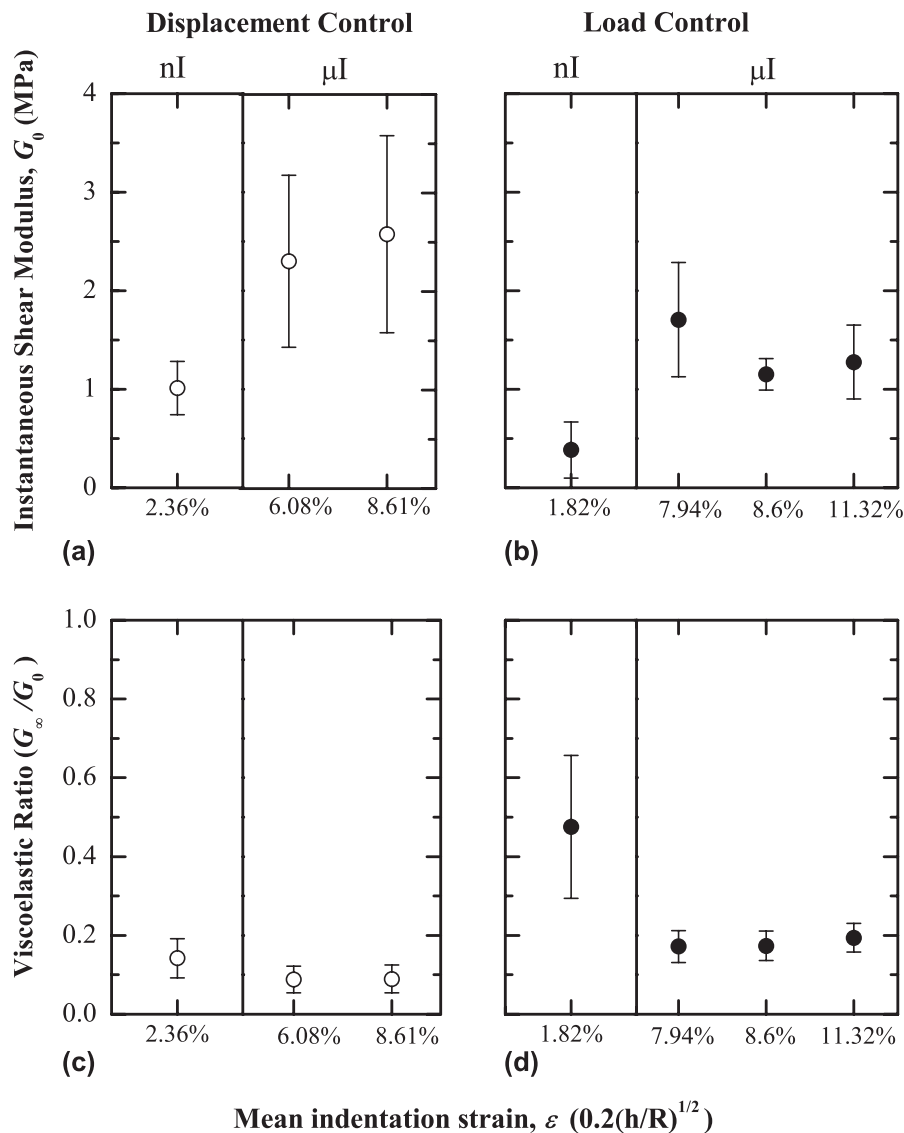 Displacement Control
Load Control
nI
μI
nI
μI
Instantaneous Shear Modulus, G₀ (MPa)
4
3
2
1
0
2.36%
6.08%
8.61%
1.82%
7.94%
8.6%
11.32%
(a)
(b)
Viscoelastic Ratio (G∞/G₀)
1.0
0.8
0.6
0.4
0.2
0.0
2.36%
6.08%
8.61%
1.82%
7.94%
8.6%
11.32%
(c)
(d)
Mean indentation strain, ε (0.2(h/R)^1/2)